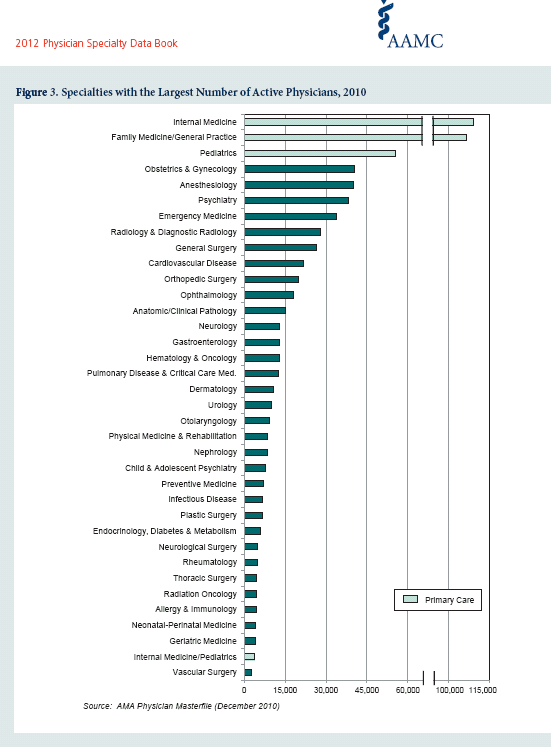 AAMC
2012 Physician Specialty Data Book
Figure 3. Specialties with the Largest Number of Active Physicians, 2010
Internal Medicine
Family Medicine/General Practice
Pediatrics
Obstetrics & Gynecology
Anesthesiology
Psychiatry
Emergency Medicine
Radiology & Diagnostic Radiology
General Surgery
Cardiovascular Disease
Orthopedic Surgery
Ophthalmology
Anatomic/Clinical Pathology
Neurology
Gastroenterology
Hematology & Oncology
Pulmonary Disease & Critical Care Med.
Dermatology
Urology
Otolaryngology
Physical Medicine & Rehabilitation
Nephrology
Child & Adolescent Psychiatry
Preventive Medicine
Infectious Disease
Plastic Surgery
Endocrinology, Diabetes & Metabolism
Neurological Surgery
Rheumatology
Thoracic Surgery
Radiation Oncology
Allergy & Immunology
Neonatal-Perinatal Medicine
Geriatric Medicine
Internal Medicine/Pediatrics
Vascular Surgery
Primary Care
0 15,000 30,000 45,000 60,000 100,000 115,000
Source: AMA Physician Masterfile (December 2010)